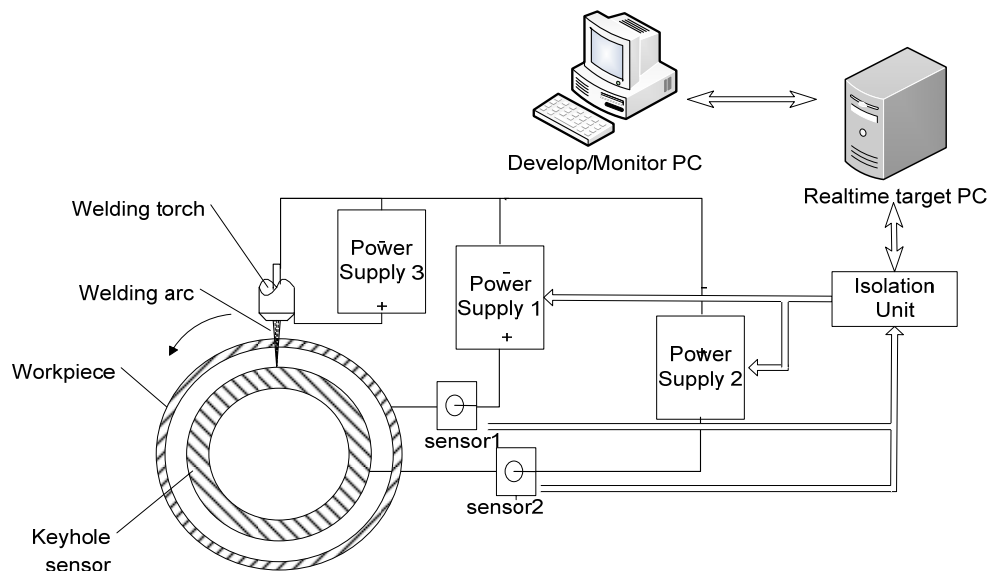 Develop/Monitor PC
Realtime target PC
Welding torch
Power
Supply 3
-
+
Welding arc
Power
Supply 1
-
+
Isolation
Unit
-
Power
Supply 2
+
Workpiece
sensor1
sensor2
Keyhole
sensor